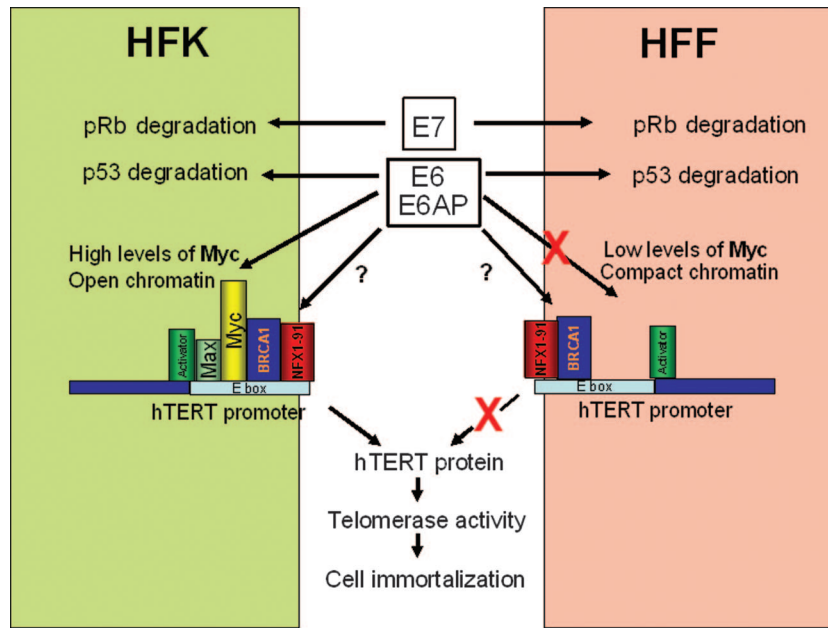 HFK
HFF
E7
pRb degradation
pRb degradation
E6
E6AP
p53 degradation
p53 degradation
High levels of Myc
Open chromatin
Low levels of Myc
Compact chromatin
?
?
X
Activator
Max
Myc
BRCA1
NFX1-91
E box
hTERT promoter
NFX1-91
BRCA1
Activator
E box
hTERT promoter
X
hTERT protein
Telomerase activity
Cell immortalization